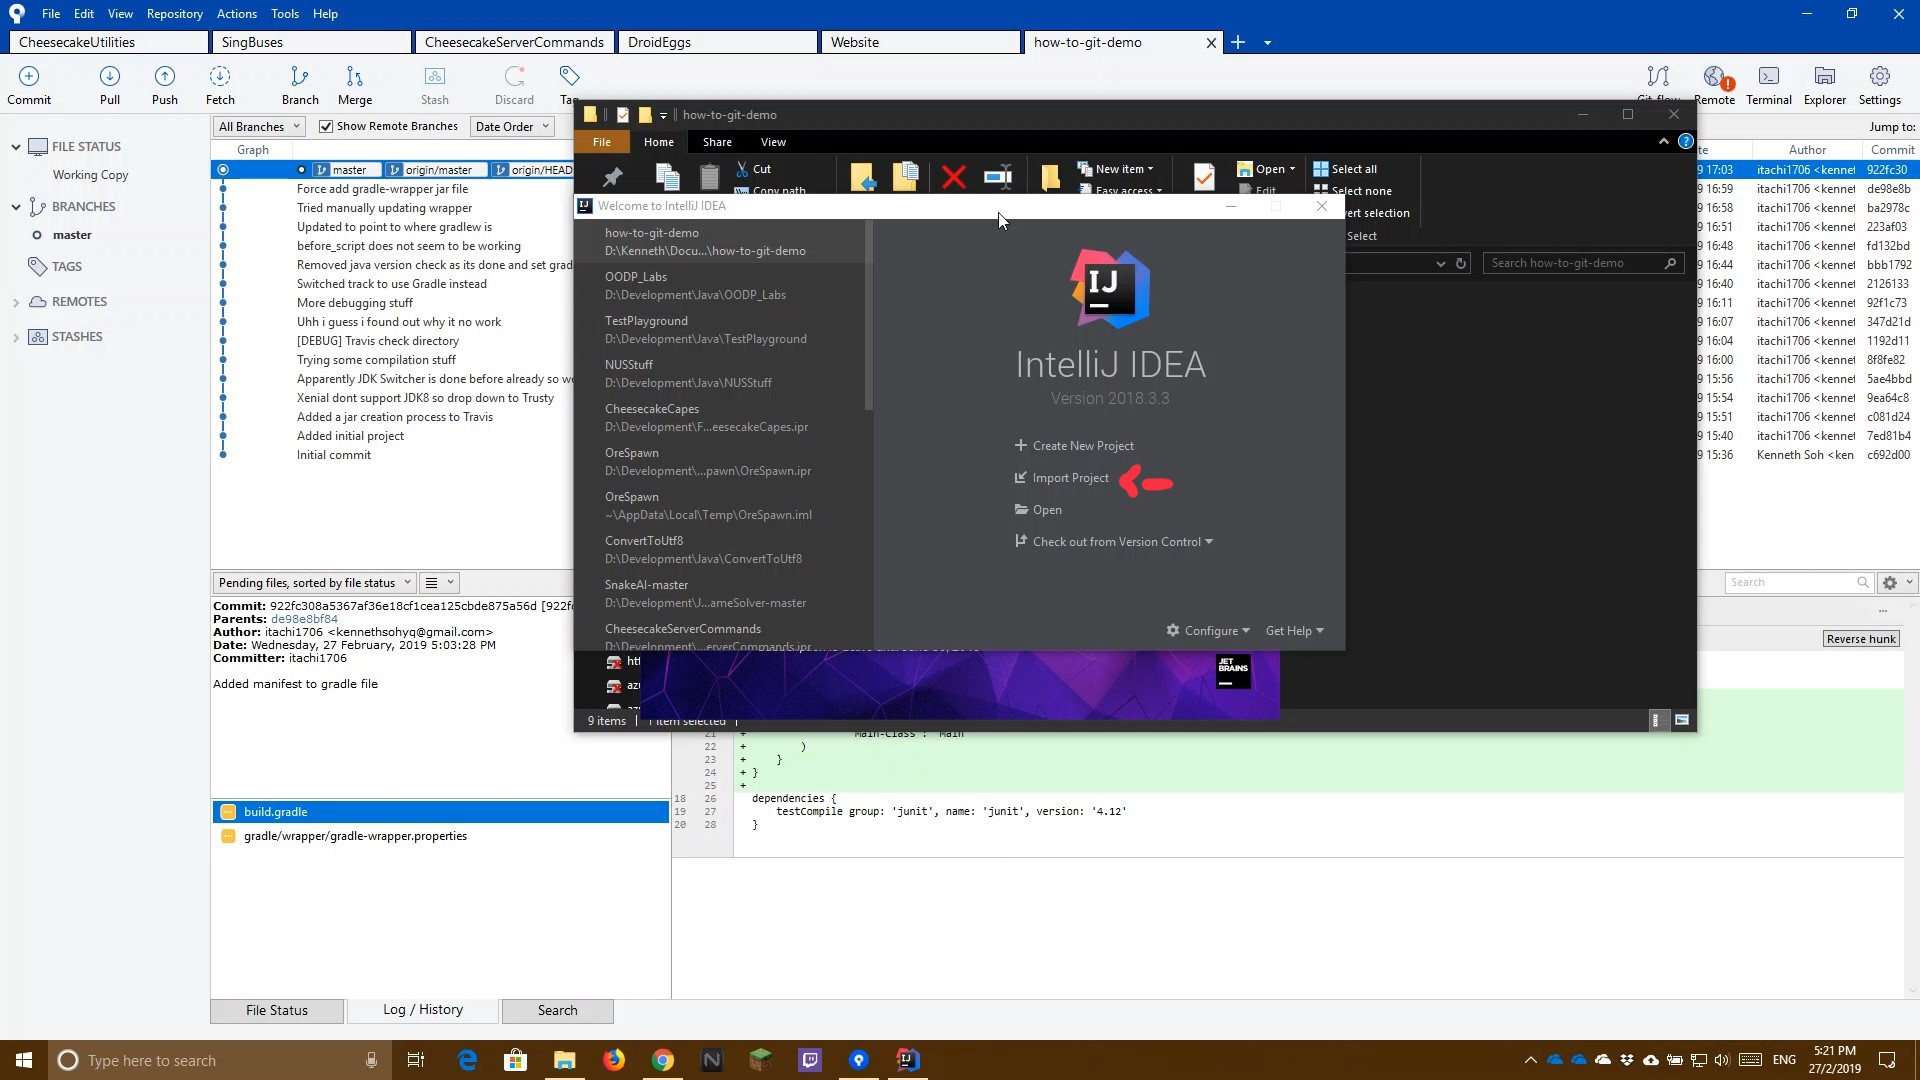 File Edit View Repository Actions Tools Help
CheesecakeUtilities SingBuses CheesecakeServerCommands DroidEggs Website how-to-git-demo
Commit Pull Push Fetch Branch Merge Stash Discard Remote Terminal Explorer Settings
how-to-git-demo
All Branches Show Remote Branches Date Order Jump to:
File Home Share View
Graph Author Commit
FILE STATUS
Working Copy
BRANCHES
master
TAGS
REMOTES
STASHES
master origin/master origin/HEAD
Force add gradle-wrapper jar file
Tried manually updating wrapper
Updated to point to where gradlew is
before_script does not seem to be working
Removed java version check as its done and set grad
Switched track to use Gradle instead
More debugging stuff
Uhh i guess i found out why it no work
[DEBUG] Travis check directory
Trying some compilation stuff
Apparently JDK Switcher is done before already so we
Xenial dont support JDK8 so drop down to Trusty
Added a jar creation process to Travis
Added initial project
Initial commit
Cut New item Open Select all
Copy path Easy access Edit Select none
Select
Search how-to-git-demo
Welcome to IntelliJ IDEA
how-to-git-demo
D:\Kenneth\Docu...\how-to-git-demo
OODP_Labs
D:\Development\Java\OODP_Labs
TestPlayground
D:\Development\Java\TestPlayground
NUSStuff
D:\Development\Java\NUSStuff
CheesecakeCapes
D:\Development\F...eesecakeCapes.ipr
OreSpawn
D:\Development\...pawn\OreSpawn.ipr
OreSpawn
~\AppData\Local\Temp\OreSpawn.iml
ConvertToUtf8
D:\Development\Java\ConvertToUtf8
SnakeAI-master
D:\Development\J...ameSolver-master
CheesecakeServerCommands
D:\Development\...erverCommands.ipr
IJ
IntelliJ IDEA
Version 2018.3.3
Create New Project
Import Project
Open
Check out from Version Control
Configure Get Help
JET
BRAINS
9 items 1 item selected
9 17:03 itachi1706 <kennet 922fc30
9 16:59 itachi1706 <kennet de98e8b
9 16:58 itachi1706 <kennet ba2978c
9 16:51 itachi1706 <kennet 223af03
9 16:48 itachi1706 <kennet fd132bd
9 16:44 itachi1706 <kennet bbb1792
9 16:40 itachi1706 <kennet 2126133
9 16:11 itachi1706 <kennet 92f1c73
9 16:07 itachi1706 <kennet 347d21d
9 16:04 itachi1706 <kennet 1192d11
9 16:00 itachi1706 <kennet 8f8fe82
9 15:56 itachi1706 <kennet 5ae4bbd
9 15:54 itachi1706 <kennet 9ea64c8
9 15:51 itachi1706 <kennet c081d24
9 15:40 itachi1706 <kennet 7ed81b4
9 15:36 Kenneth Soh <ken c692d00
Pending files, sorted by file status
Search
Reverse hunk
Commit: 922fc308a5367af36e18cf1cea125cbde875a56d [922f
Parents: de98e8bf84
Author: itachi1706 <kennethsohyq@gmail.com>
Date: Wednesday, 27 February, 2019 5:03:28 PM
Committer: itachi1706
Added manifest to gradle file
21 + 'Main-Class': 'Main'
22 + )
23 + }
24 + }
25 +
18 26 dependencies {
19 27 testCompile group: 'junit', name: 'junit', version: '4.12'
20 28 }
build.gradle
gradle/wrapper/gradle-wrapper.properties
File Status Log / History Search
Type here to search
ENG
5:21 PM
27/2/2019